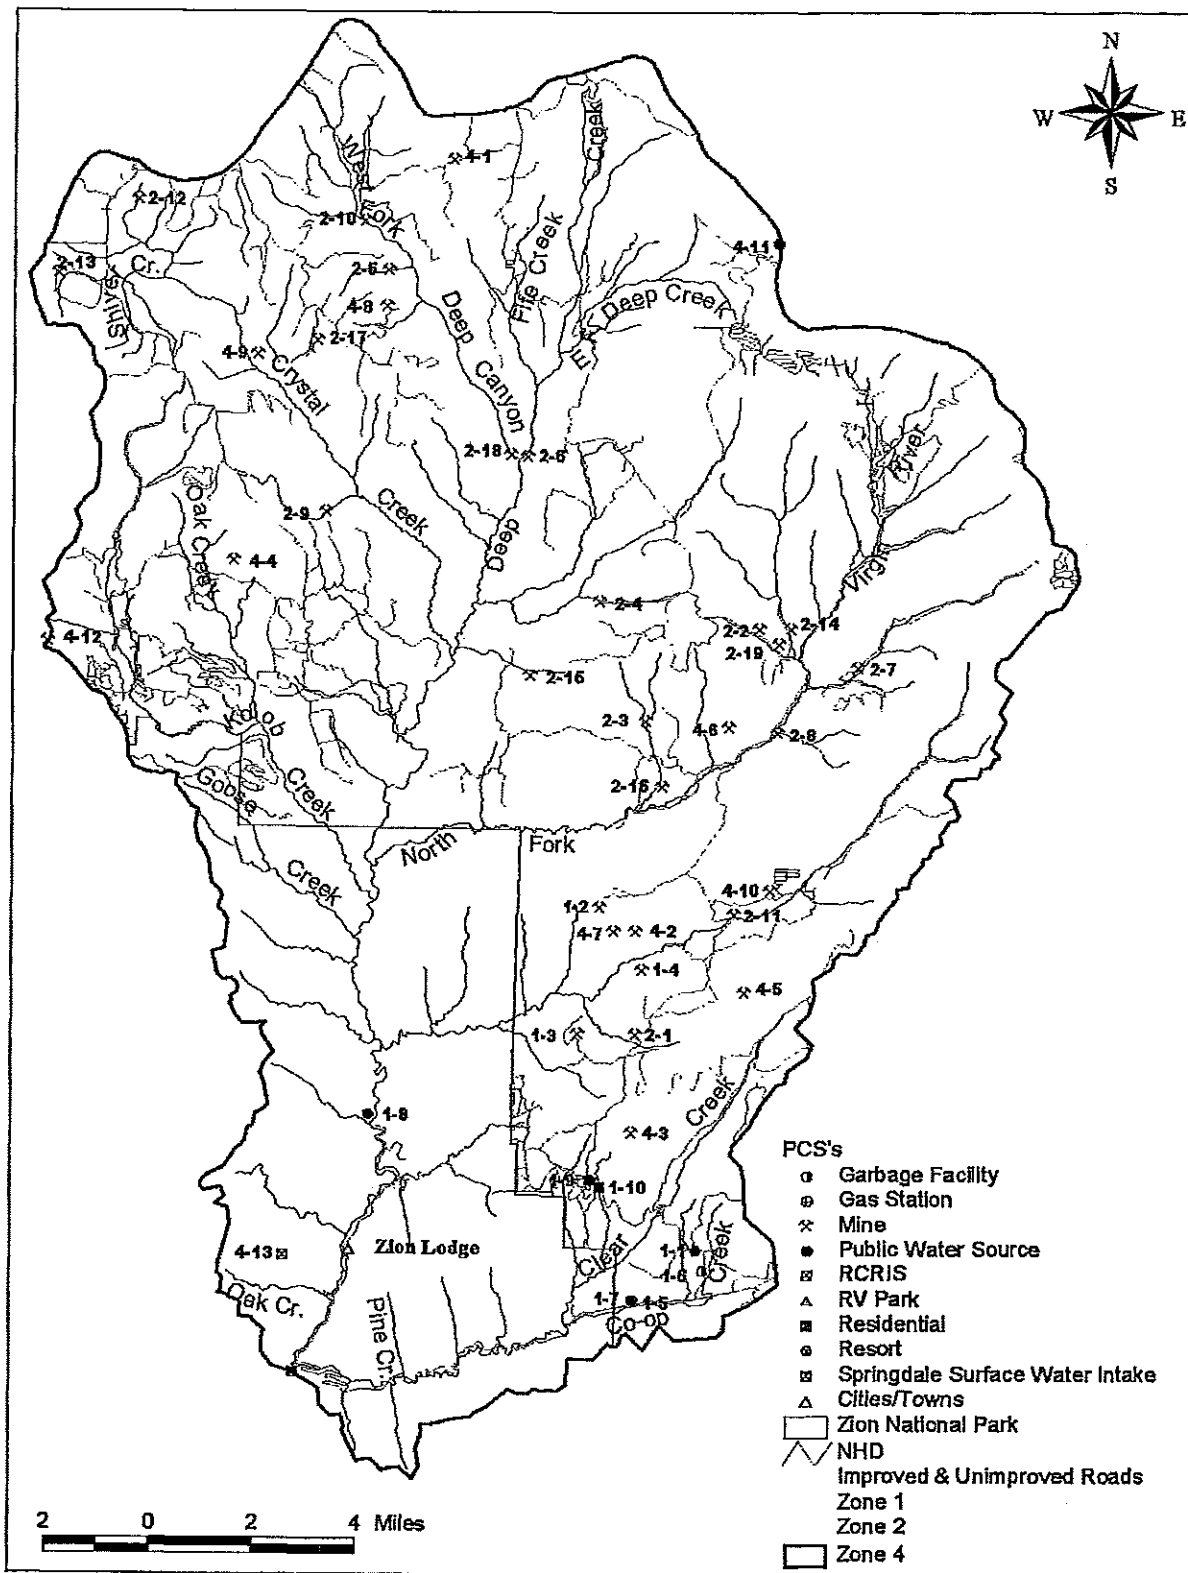 N
W
E
S
West
Fork
4-1
Creek
2-12
2-10
4-11
2-13
Cr.
Shives
2-5
Fife Creek
4-8
Deep
Canyon
East Deep Creek
2-17
4-9
Crystal
River
2-18
2-6
Oak Creek
2-9
Creek
Deep
4-4
Virgin
2-4
4-12
2-2
2-14
2-19
2-7
2-16
2-3
4-6
2-8
Kolob
Goose
Creek
2-15
North
Fork
Creek
4-10
1-2
2-11
4-7
4-2
1-4
4-5
1-3
2-1
Creek
1-8
4-3
1-9
1-10
4-13
Zion Lodge
Clear
1-1
Creek
1-6
Oak Cr.
1-7
1-5
Co-op
Pine Cr.
PCS's
Garbage Facility
Gas Station
Mine
Public Water Source
RCRIS
RV Park
Residential
Resort
Springdale Surface Water Intake
Cities/Towns
Zion National Park
NHD
Improved & Unimproved Roads
Zone 1
Zone 2
Zone 4
2 0 2 4 Miles